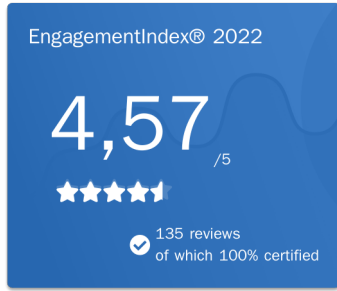 EngagementIndex® 2022
4,57
/5
135 reviews
of which 100% certified